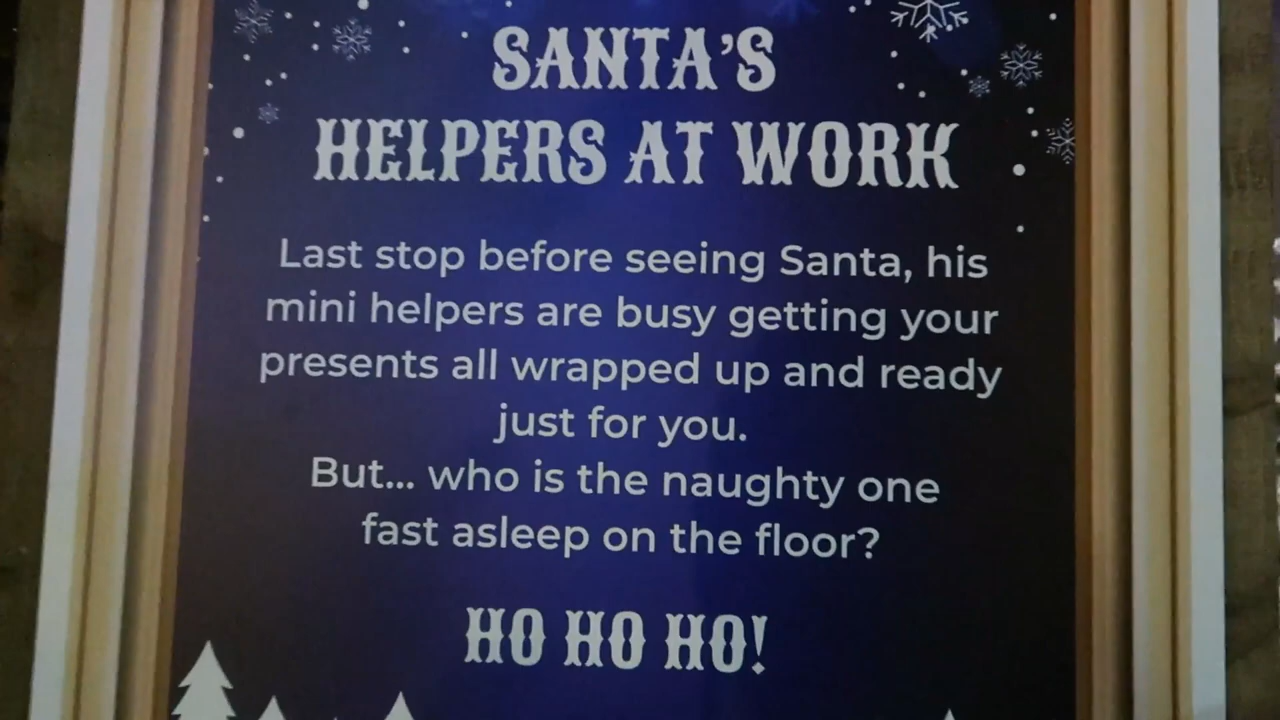 SANTA'S
HELPERS AT WORK
Last stop before seeing Santa, his
mini helpers are busy getting your
presents all wrapped up and ready
just for you.
But... who is the naughty one
fast asleep on the floor?
HO HO HO!